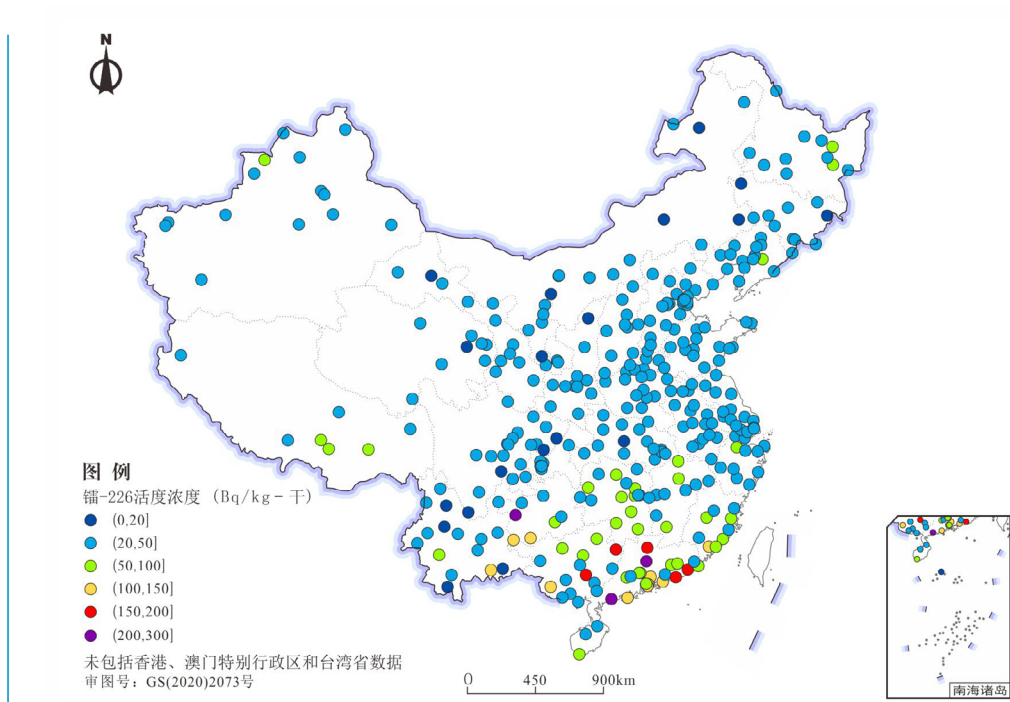 N
图 例
镭-226活度浓度 (Bq/kg-干)
(0,20]
(20,50]
(50,100]
(100,150]
(150,200]
(200,300]
未包括香港、澳门特别行政区和台湾省数据
审图号：GS(2020)2073号
0 450 900km
南海诸岛